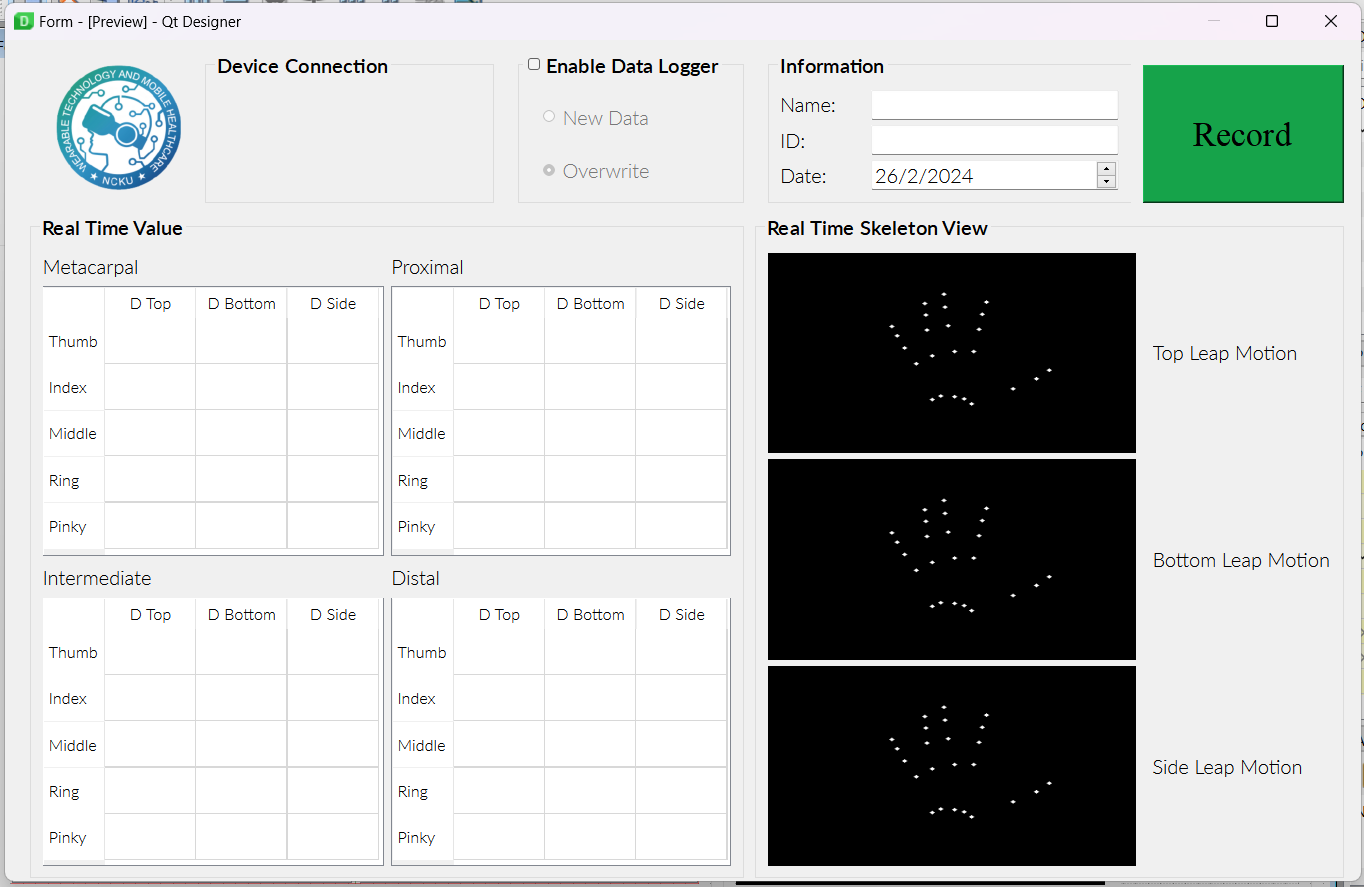 Form - [Preview] - Qt Designer
WEARABLE TECHNOLOGY AND MOBILE HEALTHCARE
NCKU
Device Connection
Enable Data Logger
New Data
Overwrite
Information
Name:
ID:
Date: 26/2/2024
Record
Real Time Value
Metacarpal
D Top D Bottom D Side
Thumb
Index
Middle
Ring
Pinky
Proximal
D Top D Bottom D Side
Thumb
Index
Middle
Ring
Pinky
Intermediate
D Top D Bottom D Side
Thumb
Index
Middle
Ring
Pinky
Distal
D Top D Bottom D Side
Thumb
Index
Middle
Ring
Pinky
Real Time Skeleton View
Top Leap Motion
Bottom Leap Motion
Side Leap Motion